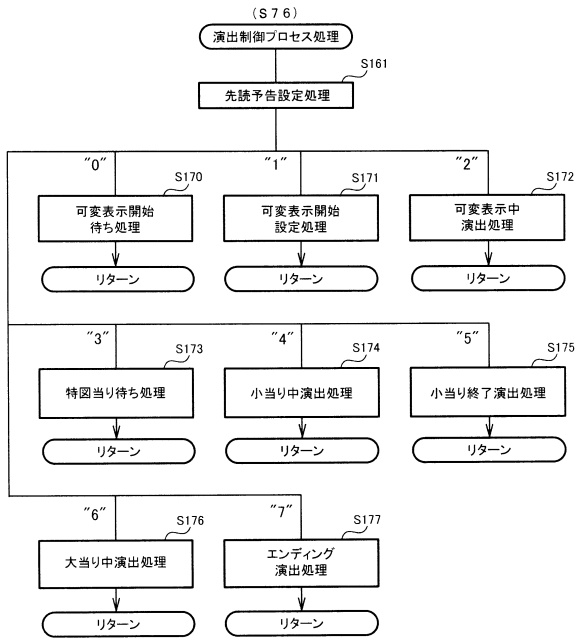 (S76)
演出制御プロセス処理
S161
先読予告設定処理
"0"
"1"
"2"
S170
S171
S172
可変表示開始
待ち処理
可変表示開始
設定処理
可変表示中
演出処理
リターン
リターン
リターン
"3"
"4"
"5"
S173
S174
S175
特図当り待ち処理
小当り中演出処理
小当り終了演出処理
リターン
リターン
リターン
"6"
"7"
S176
S177
大当り中演出処理
エンディング
演出処理
リターン
リターン